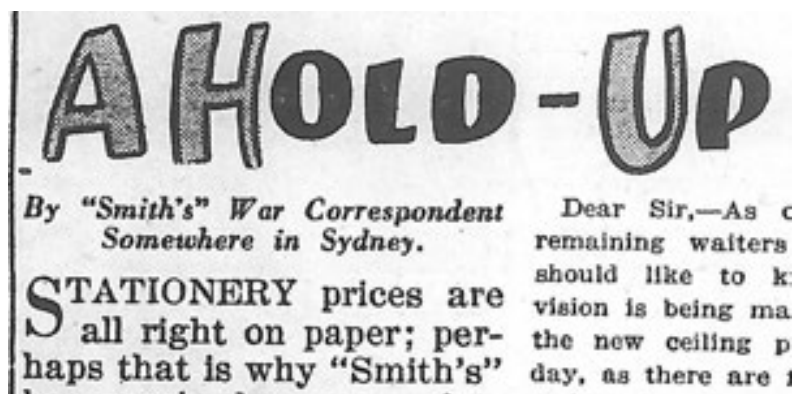 A HOLD-UP
By "Smith's" War Correspondent
Somewhere in Sydney.
STATIONERY prices are
all right on paper; per-
haps that is why "Smith's"
Dear Sir,—As
remaining waiters
should like to
vision is being
the new ceiling
day, as there are